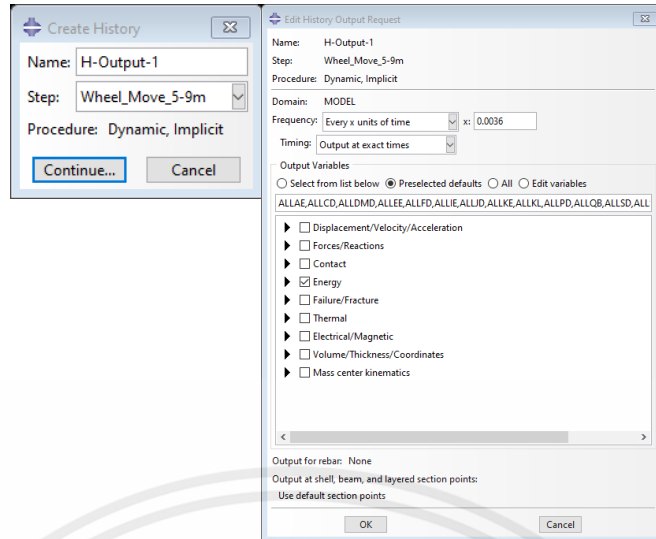 Create History
Name: H-Output-1
Step: Wheel_Move_5-9m
Procedure: Dynamic, Implicit
Continue... Cancel
Edit History Output Request
Name: H-Output-1
Step: Wheel_Move_5-9m
Procedure: Dynamic, Implicit
Domain: MODEL
Frequency: Every x units of time x: 0.0036
Timing: Output at exact times
Output Variables
Select from list below Preselected defaults All Edit variables
ALLAE,ALLCD,ALLDMD,ALLEE,ALLFD,ALLIE,ALLJD,ALLKE,ALLKL,ALLPD,ALLQB,ALLSD,ALL
Displacement/Velocity/Acceleration
Forces/Reactions
Contact
Energy
Failure/Fracture
Thermal
Electrical/Magnetic
Volume/Thickness/Coordinates
Mass center kinematics
Output for rebar: None
Output at shell, beam, and layered section points:
Use default section points
OK Cancel